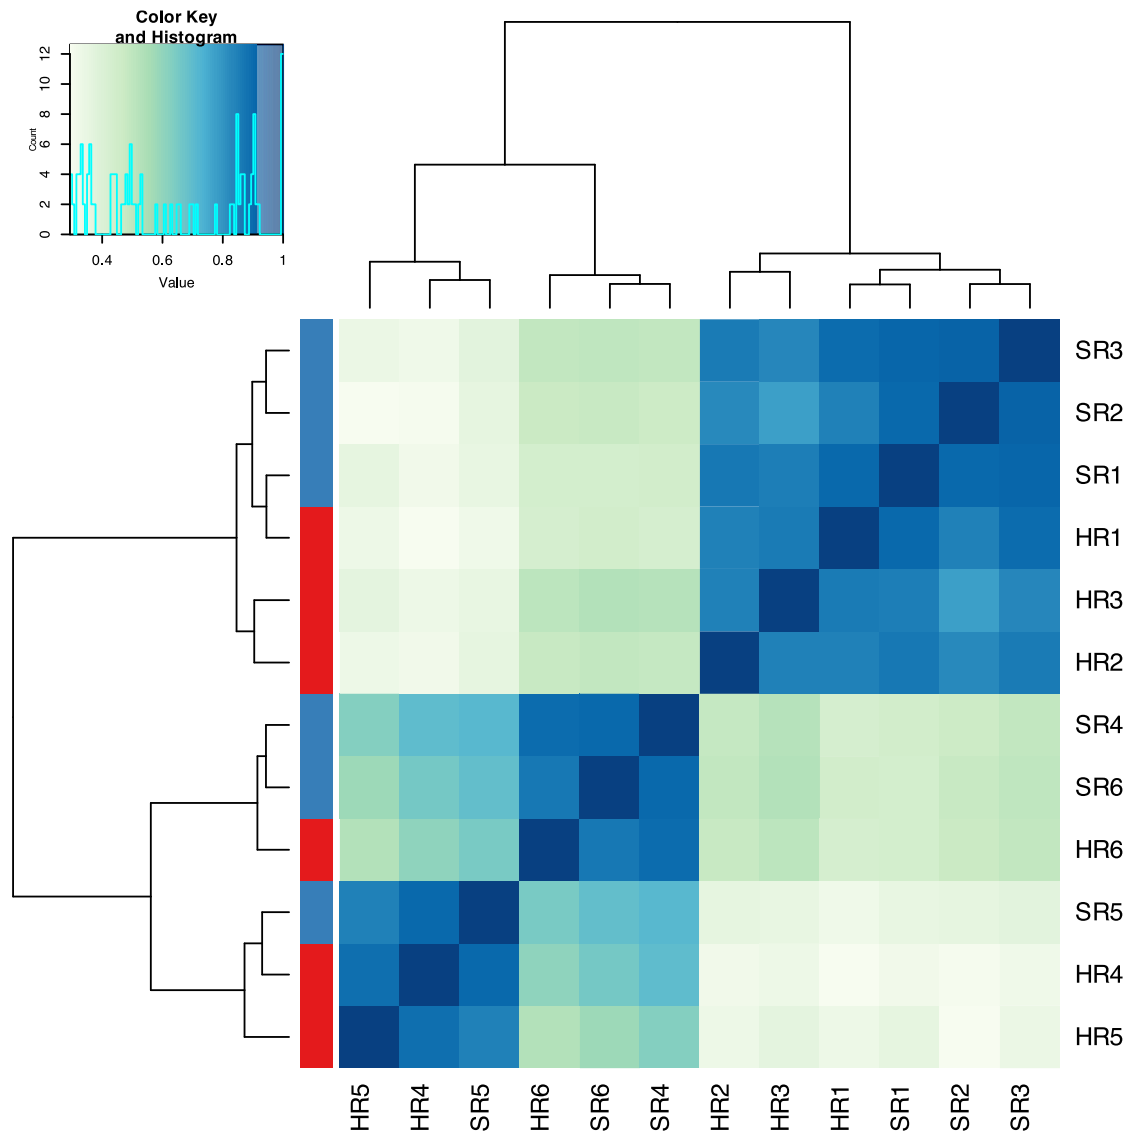 Color Key
and Histogram
Count
0 2 4 6 8 10 12
0.4 0.6 0.8 1
Value
SR3
SR2
SR1
HR1
HR3
HR2
SR4
SR6
HR6
SR5
HR4
HR5
HR5 HR4 SR5 HR6 SR6 SR4 HR2 HR3 HR1 SR1 SR2 SR3